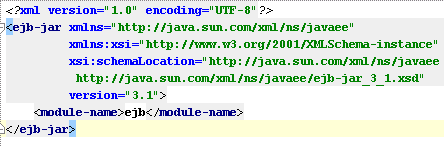 <?xml version="1.0" encoding="UTF-8"?>
<ejb-jar xmlns="http://java.sun.com/xml/ns/javaee"
xmlns:xsi="http://www.w3.org/2001/XMLSchema-instance"
xsi:schemaLocation="http://java.sun.com/xml/ns/javaee
http://java.sun.com/xml/ns/javaee/ejb-jar_3_1.xsd"
version="3.1">
<module-name>ejb</module-name>
</ejb-jar>